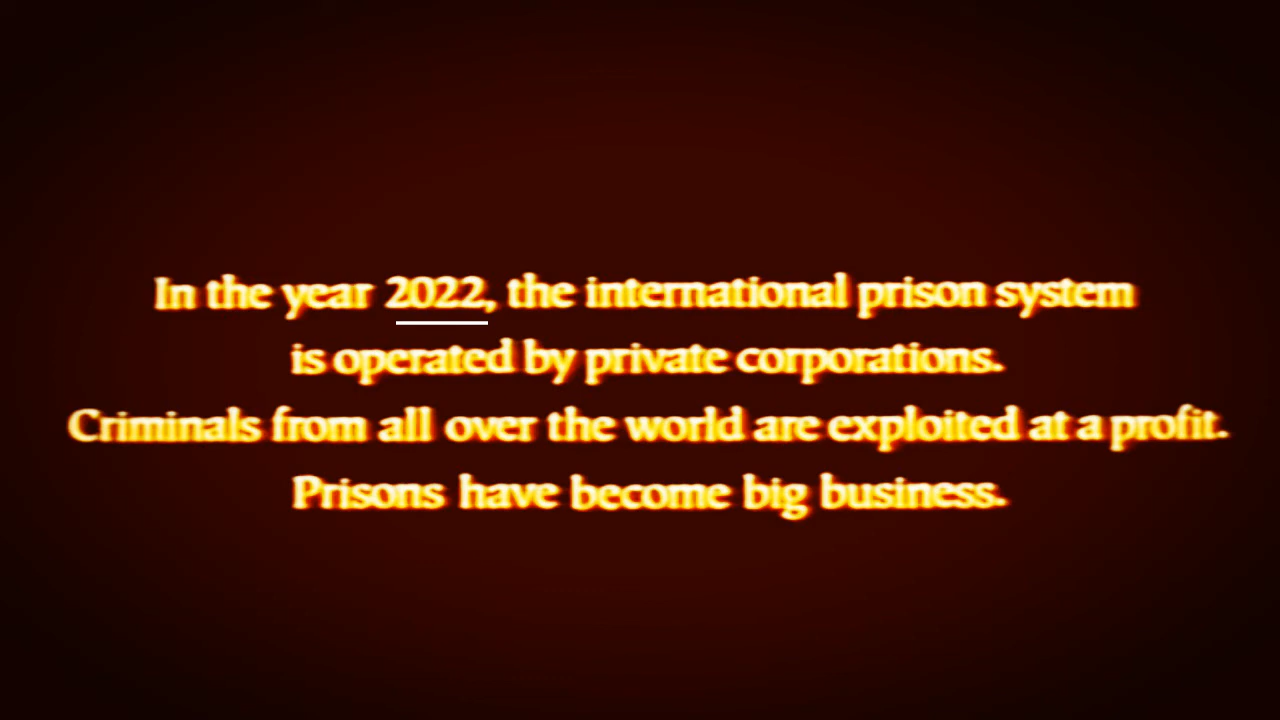 In the year 2022, the international prison system
is operated by private corporations.
Criminals from all over the world are exploited at a profit.
Prisons have become big business.